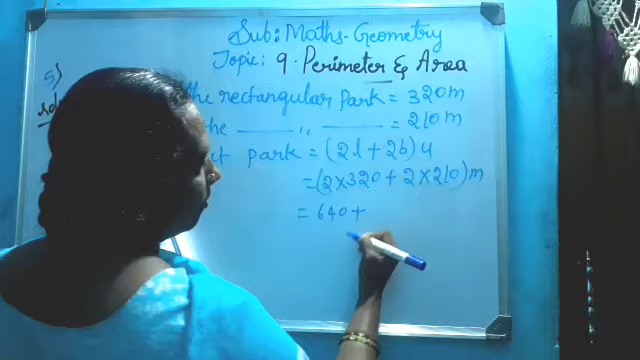 Sub: Maths-Geometry
Topic: 9. Perimeter & Area
5)
the rectangular Park = 320m
the ——— ,, ——— = 210m
park = (2l + 2b) u
= (2 × 320 + 2 × 210) m
= 640 +